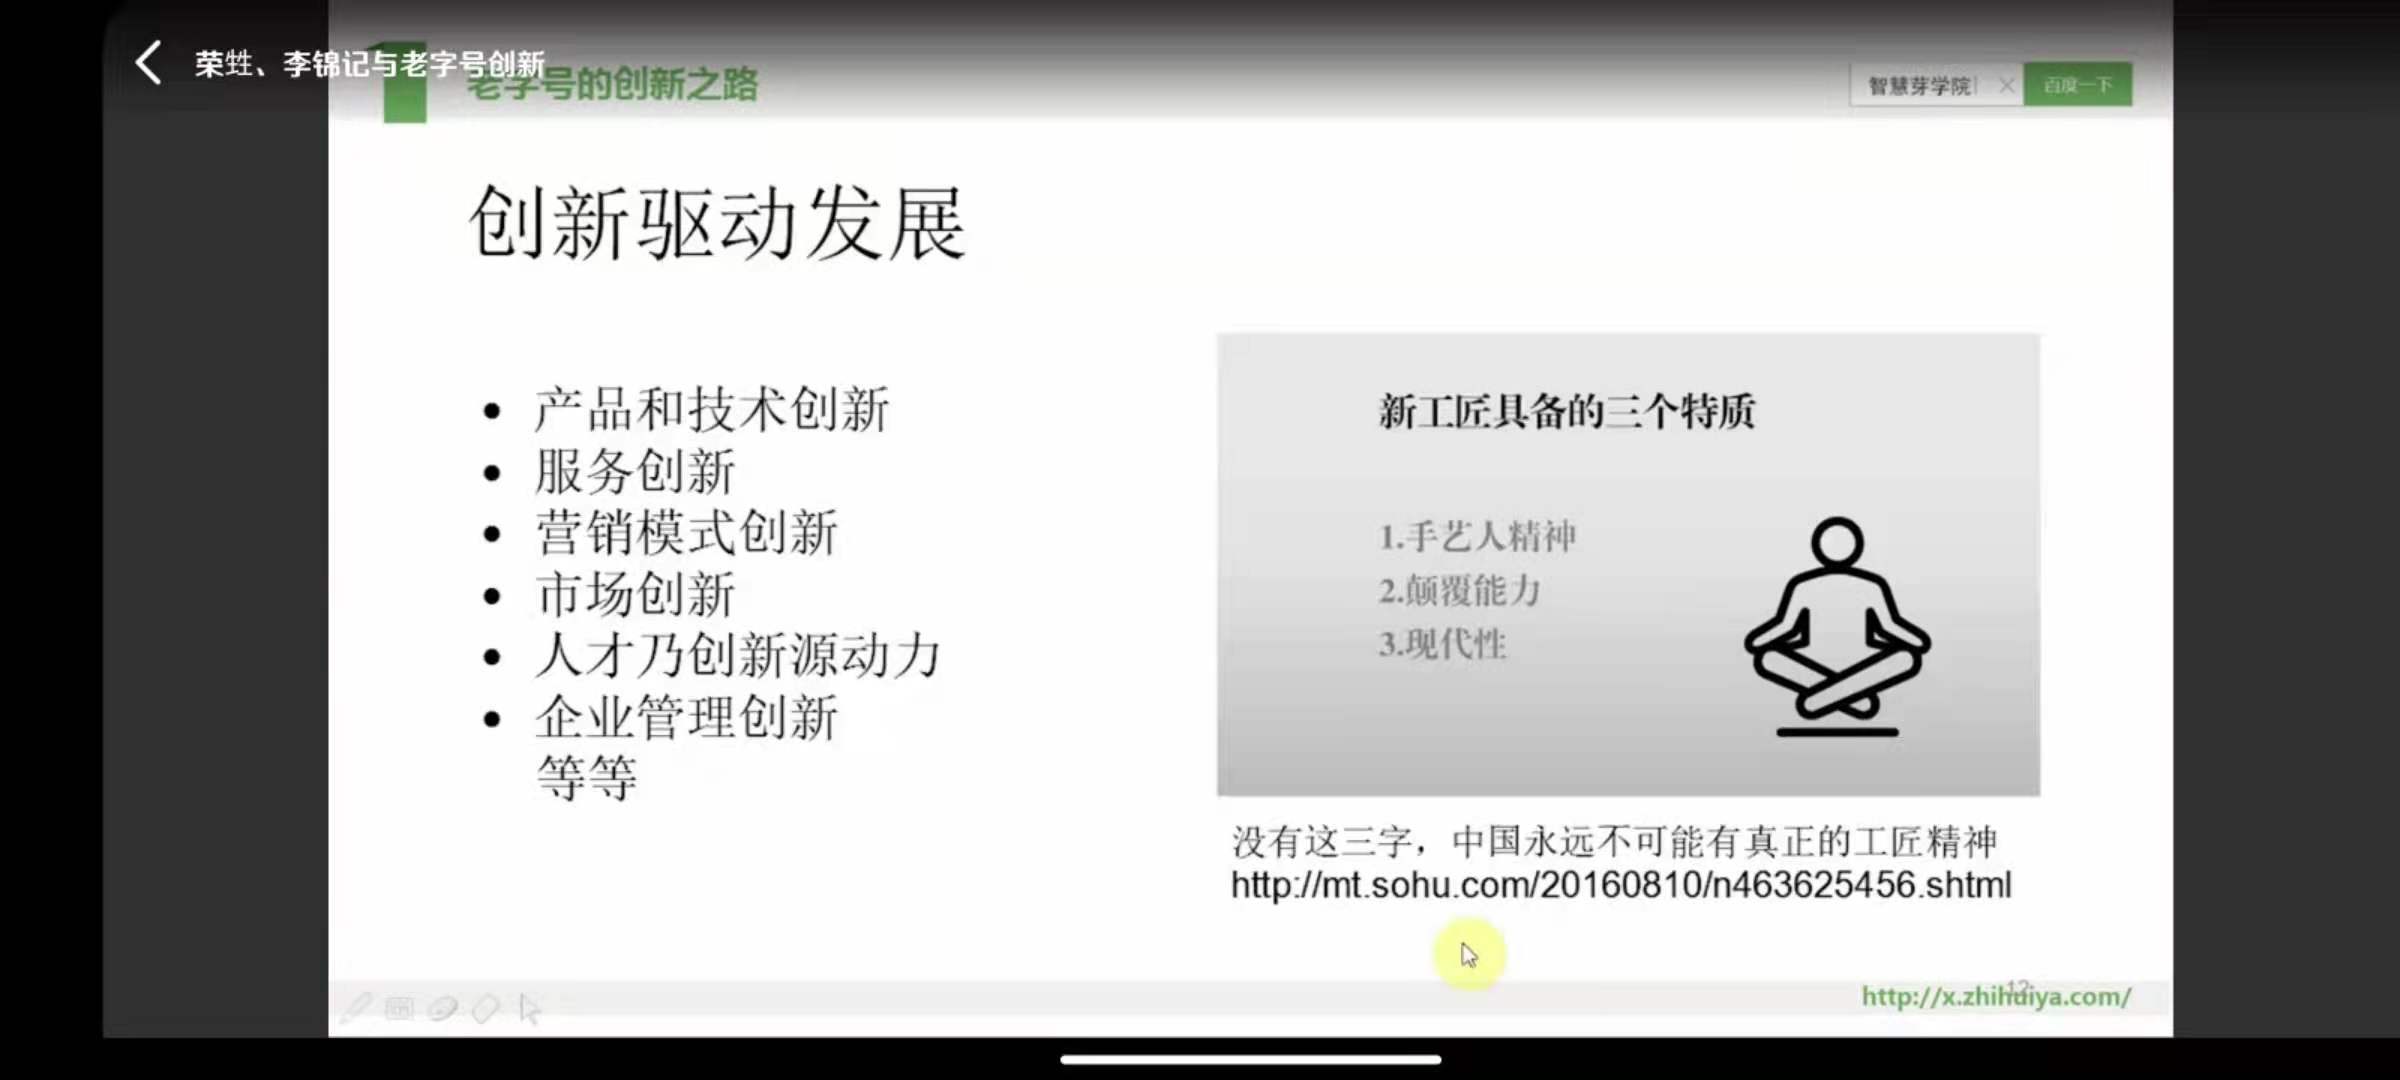 荣甡、李锦记与老字号创新
老字号的创新之路
智慧芽学院
百度一下
创新驱动发展
• 产品和技术创新
• 服务创新
• 营销模式创新
• 市场创新
• 人才乃创新源动力
• 企业管理创新
等等
新工匠具备的三个特质
1.手艺人精神
2.颠覆能力
3.现代性
没有这三字，中国永远不可能有真正的工匠精神
http://mt.sohu.com/20160810/n463625456.shtml
12
http://x.zhihuiya.com/